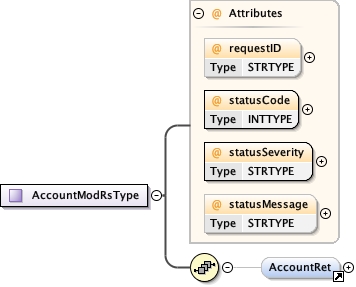 @ Attributes
@ requestID
Type STRTYPE
@ statusCode
Type INTTYPE
@ statusSeverity
Type STRTYPE
AccountModRsType
@ statusMessage
Type STRTYPE
AccountRet